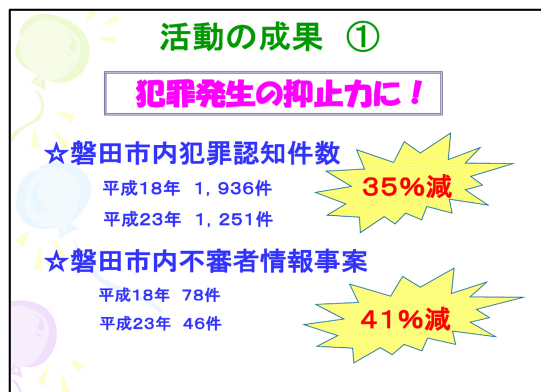 活動の成果 ①
犯罪発生の抑止力に！
☆磐田市内犯罪認知件数
平成18年 1,936件
35%減
平成23年 1,251件
☆磐田市内不審者情報事案
平成18年 78件
平成23年 46件
41%減